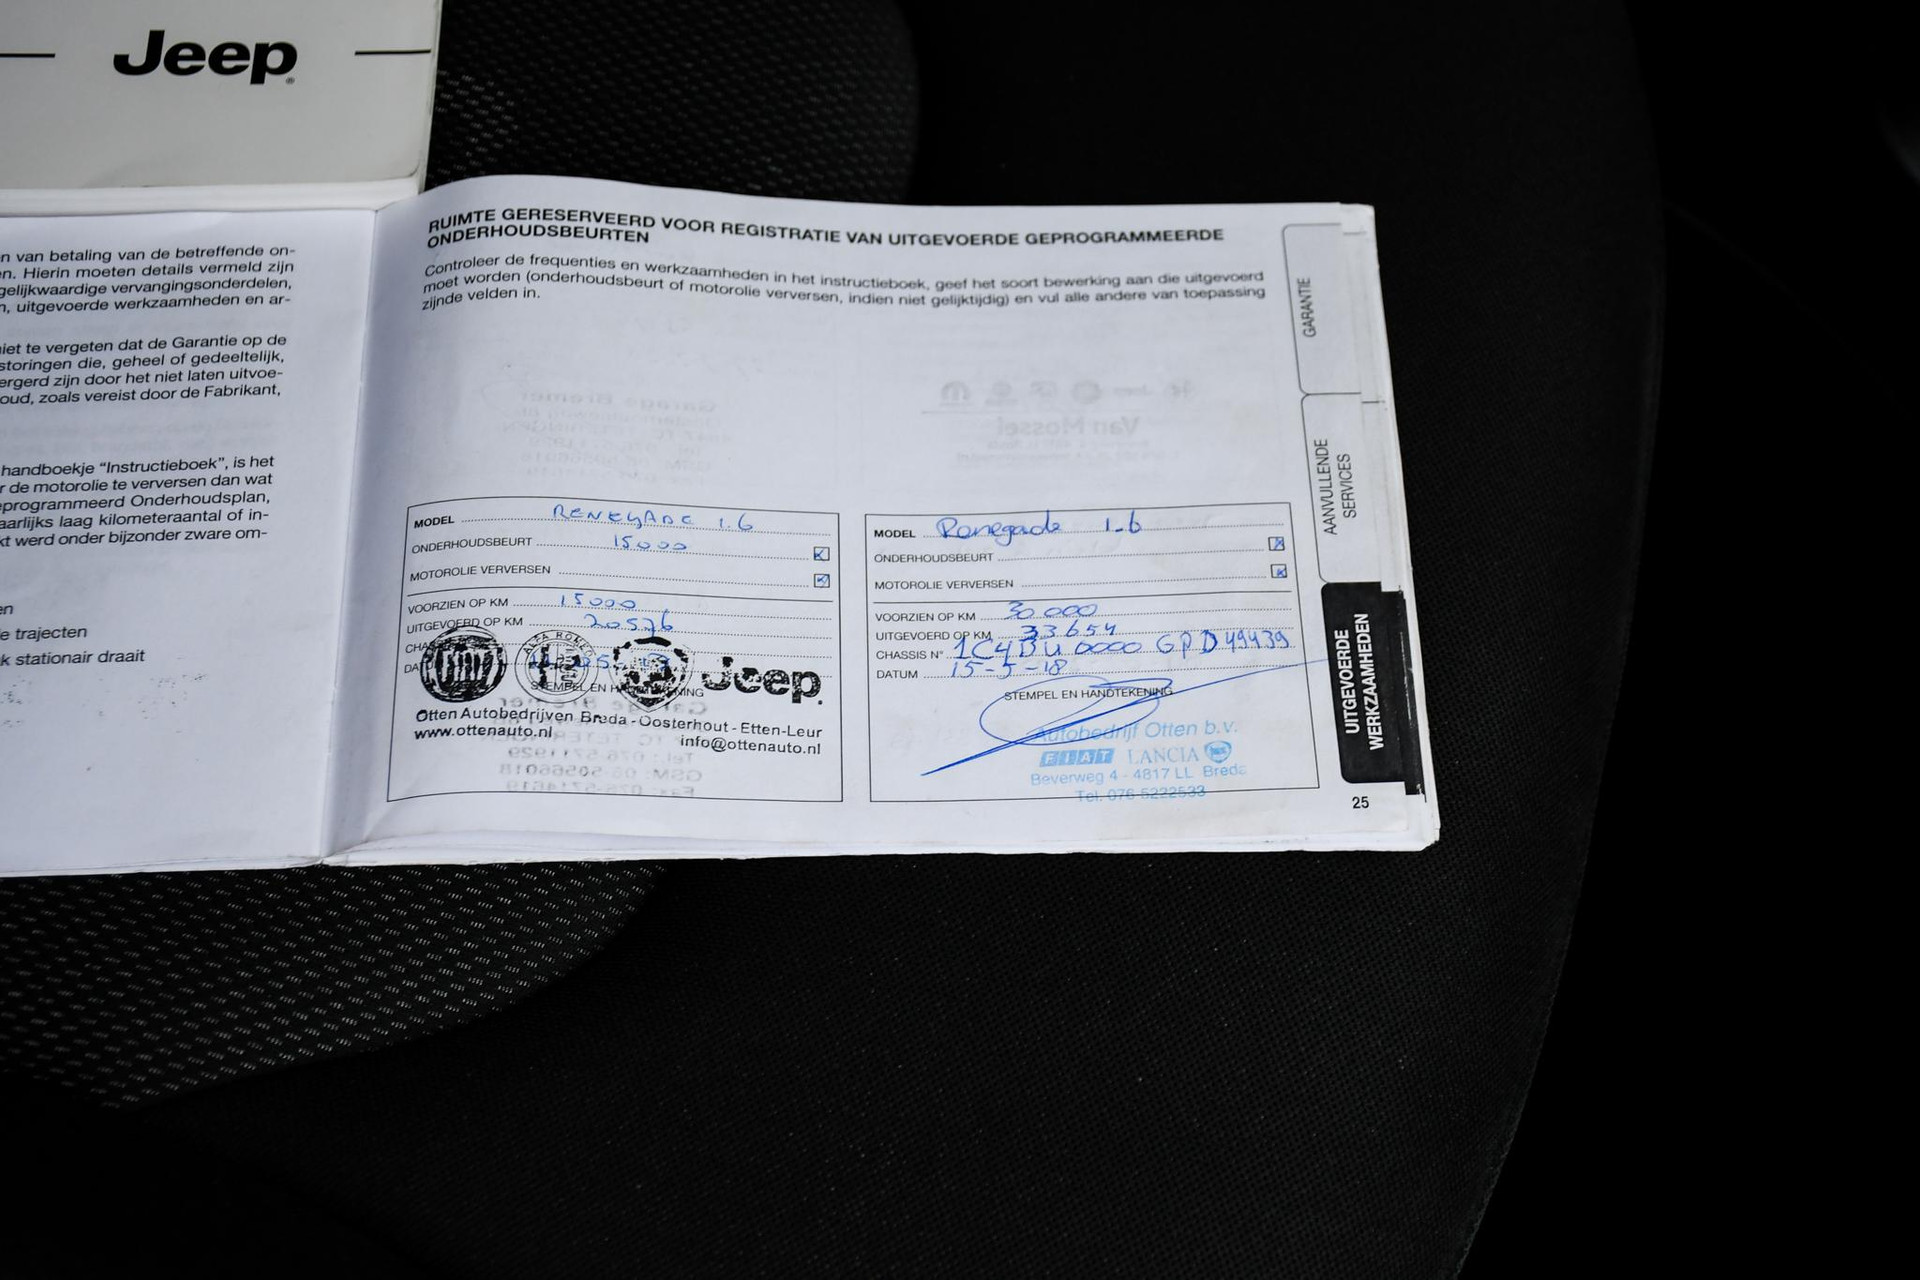 Jeep
n van betaling van de betreffende on-
en. Hierin moeten details vermeld zijn
gelijkwaardige vervangingsonderdelen,
n, uitgevoerde werkzaamheden en ar-
niet te vergeten dat de Garantie op de
storingen die, geheel of gedeeltelijk,
ergerd zijn door het niet laten uitvoe-
oud, zoals vereist door de Fabrikant,
handboekje “Instructieboek”, is het
r de motorolie te verversen dan wat
eprogrammeerd Onderhoudsplan,
aarlijks laag kilometeraantal of in-
kt werd onder bijzonder zware om-
en
e trajecten
k stationair draait
RUIMTE GERESERVEERD VOOR REGISTRATIE VAN UITGEVOERDE GEPROGRAMMEERDE
ONDERHOUDSBEURTEN
Controleer de frequenties en werkzaamheden in het instructieboek, geef het soort bewerking aan die uitgevoerd
moet worden (onderhoudsbeurt of motorolie verversen, indien niet gelijktijdig) en vul alle andere van toepassing
zijnde velden in.
MODEL RENEGADE 1.6
ONDERHOUDSBEURT 15000
MOTOROLIE VERVERSEN
VOORZIEN OP KM 15000
UITGEVOERD OP KM 20576
ALFA ROMEO
Jeep
STEMPEL EN
Otten Autobedrijven Breda - Oosterhout - Etten-Leur
www.ottenauto.nl
info@ottenauto.nl
MODEL Renegade 1.6
ONDERHOUDSBEURT
MOTOROLIE VERVERSEN
VOORZIEN OP KM 30000
UITGEVOERD OP KM 33654
CHASSIS N° 1C4BU0000GPD49439
DATUM 15-5-18
STEMPEL EN HANDTEKENING
Autobedrijf Otten b.v.
FIAT LANCIA
Beverweg 4 - 4817 LL Breda
Tel. 076-5222533
GARANTIE
AANVULLENDE
SERVICES
UITGEVOERDE
WERKZAAMHEDEN
25